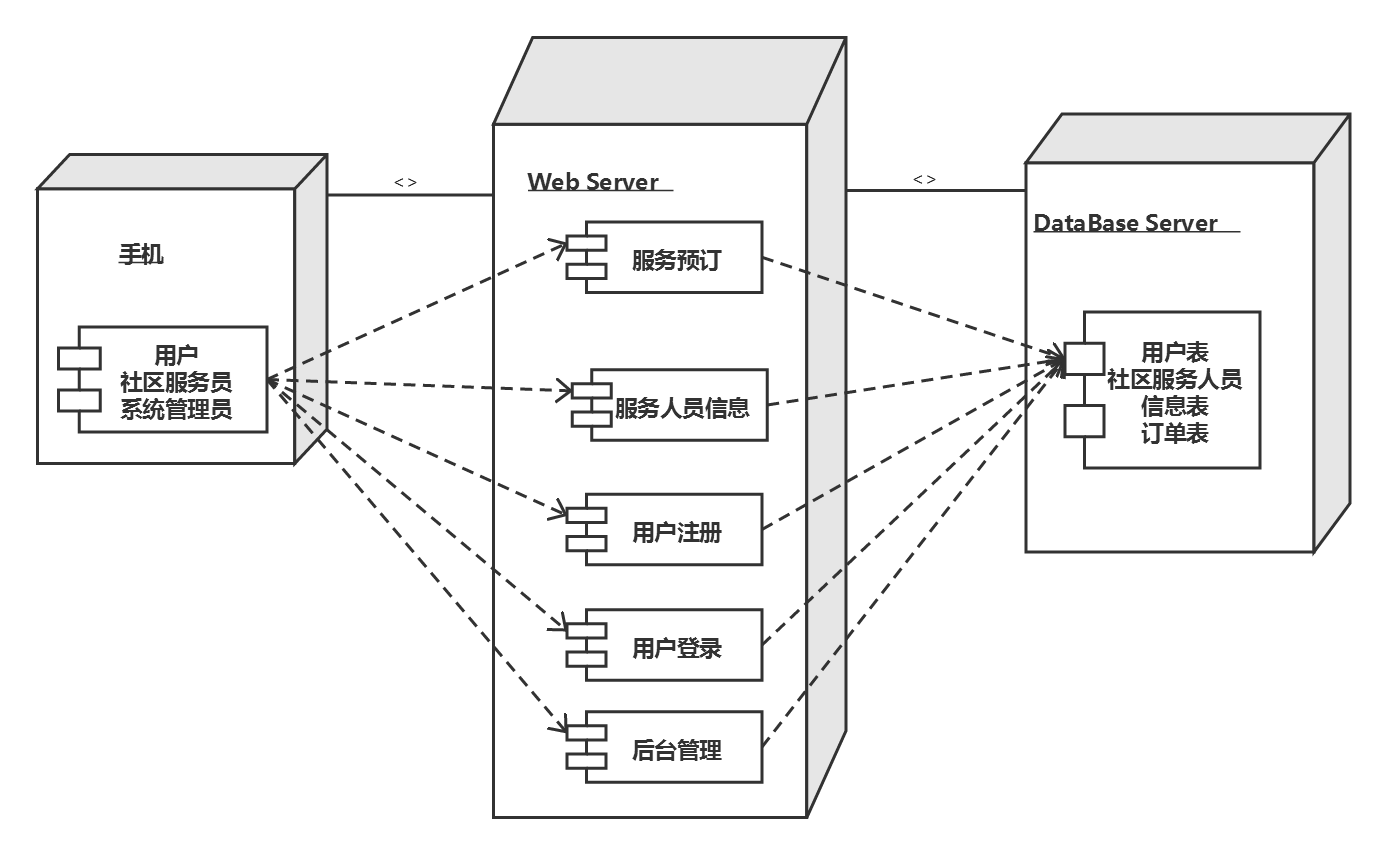 手机
用户
社区服务员
系统管理员
<>
Web Server
服务预订
服务人员信息
用户注册
用户登录
后台管理
<>
DataBase Server
用户表
社区服务人员
信息表
订单表